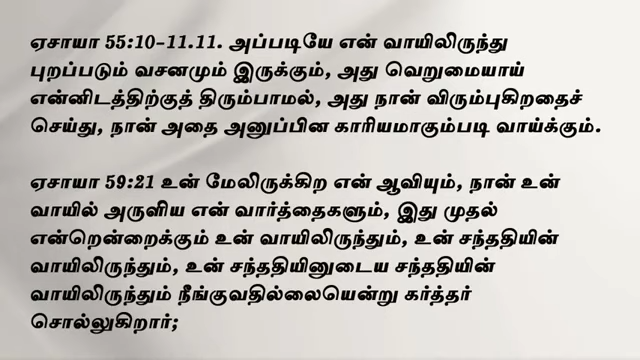 ஏசாயா 55:10-11.11. அப்படியே என் வாயிலிருந்து
புறப்படும் வசனமும் இருக்கும், அது வெறுமையாய்
என்னிடத்திற்குத் திரும்பாமல், அது நான் விரும்புகிறதைச்
செய்து, நான் அதை அனுப்பின காரியமாகும்படி வாய்க்கும்.
ஏசாயா 59:21 உன் மேலிருக்கிற என் ஆவியும், நான் உன்
வாயில் அருளிய என் வார்த்தைகளும், இது முதல்
என்றென்றைக்கும் உன் வாயிலிருந்தும், உன் சந்ததியின்
வாயிலிருந்தும், உன் சந்ததியினுடைய சந்ததியின்
வாயிலிருந்தும் நீங்குவதில்லையென்று கர்த்தர்
சொல்லுகிறார்;